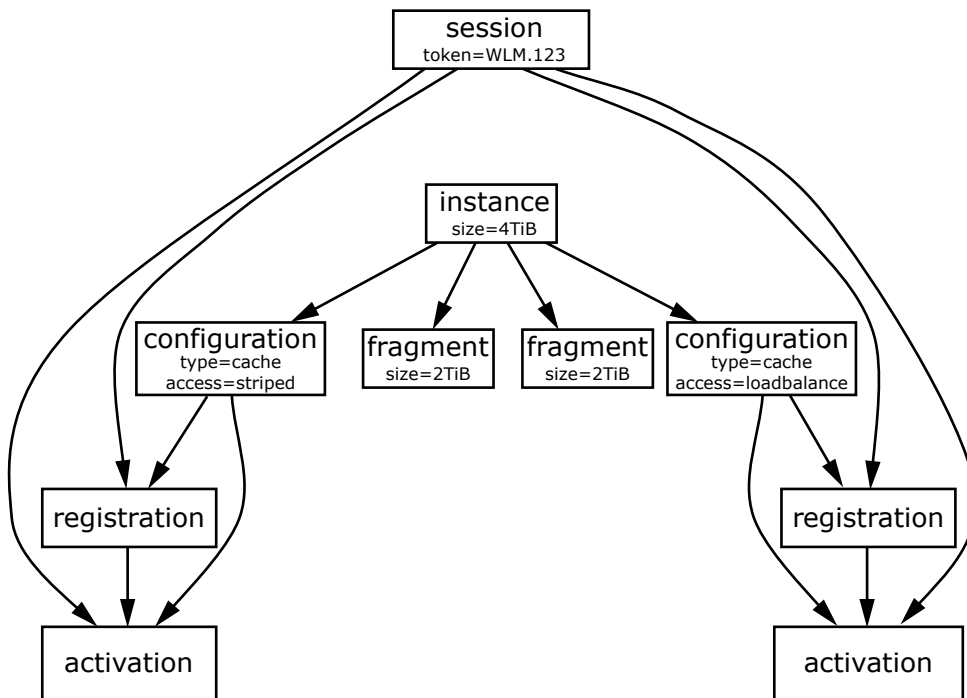 session
token=WLM.123
instance
size=4TiB
configuration
type=cache
access=striped
fragment
size=2TiB
fragment
size=2TiB
configuration
type=cache
access=loadbalance
registration
registration
activation
activation